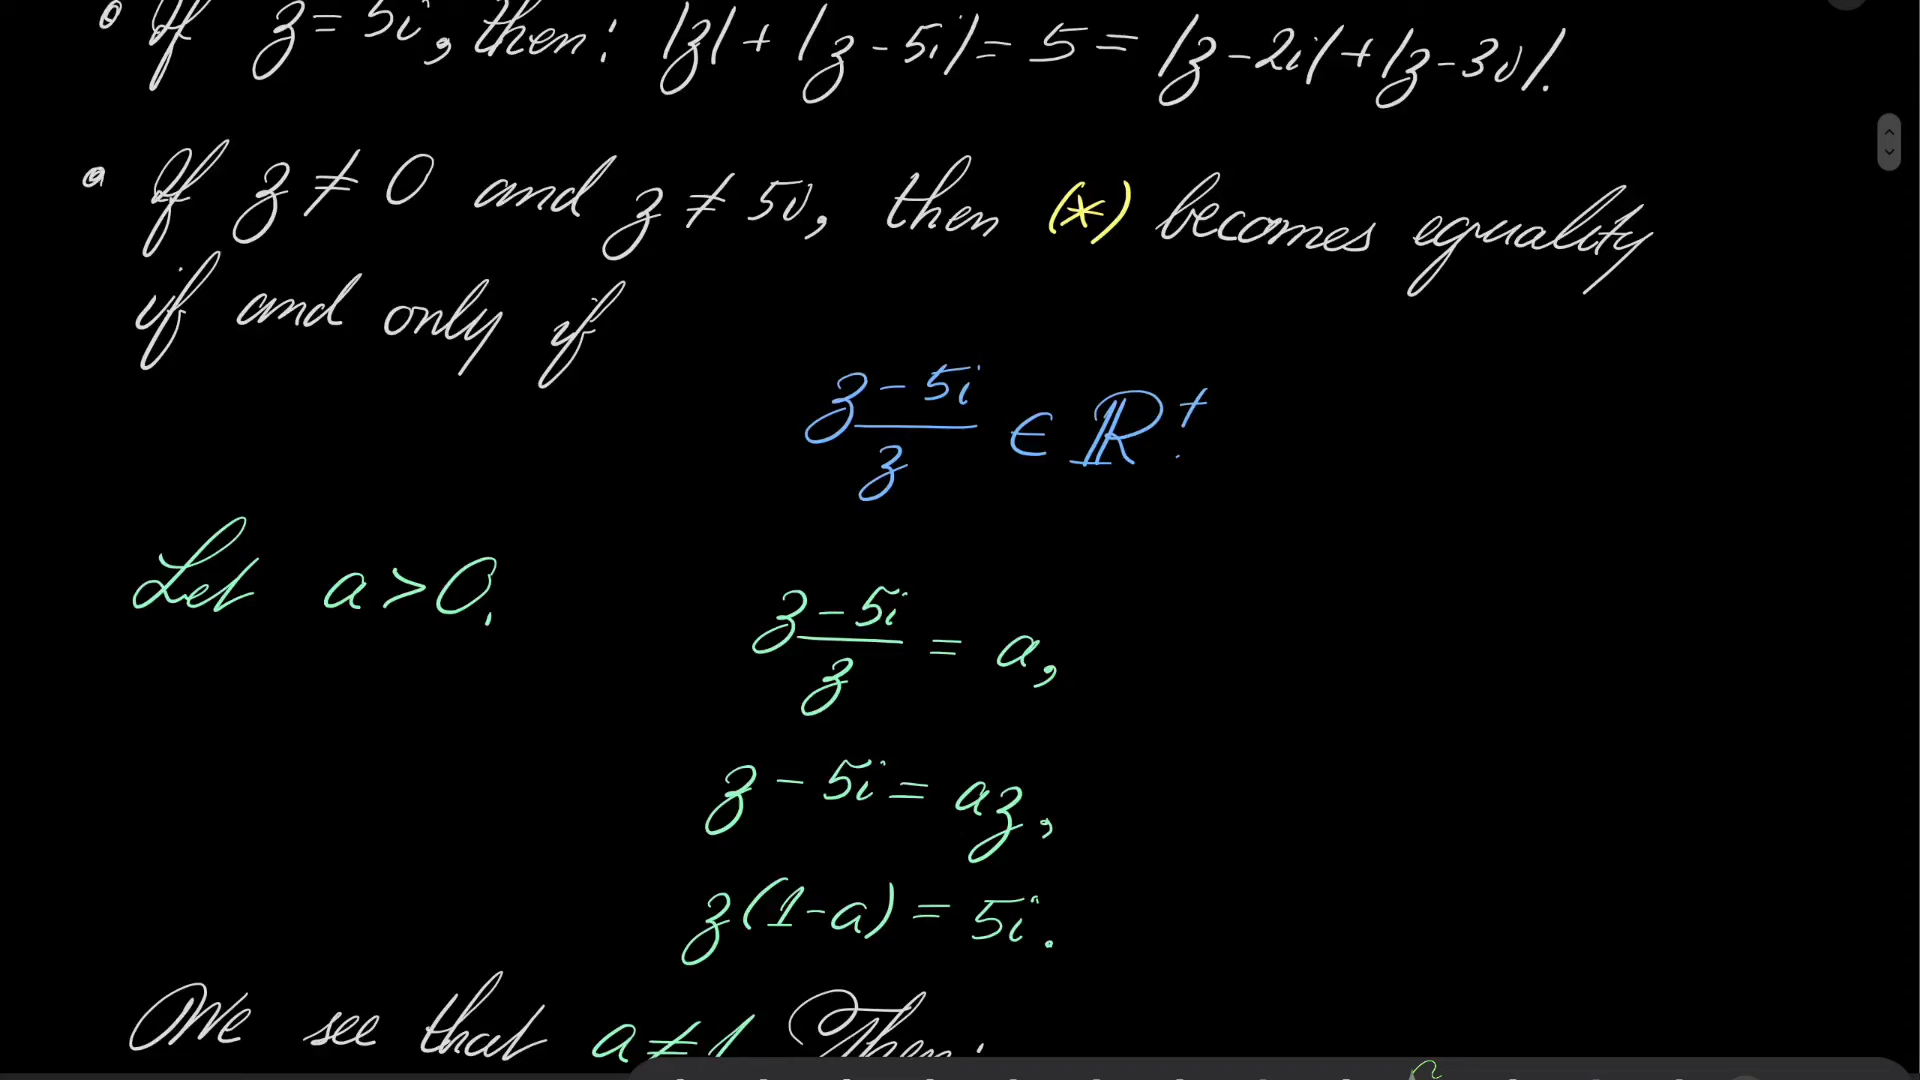 • If z = 5i, then: |z| + |z - 5i| = 5 = |z - 2i| + |z - 3i|.
• If z ≠ 0 and z ≠ 5i, then (*) becomes equality
if and only if
(z - 5i)/z ∈ ℝ⁺.
Let a > 0.
(z - 5i)/z = a,
z - 5i = az,
z(1 - a) = 5i.
We see that a ≠ 1. Then: